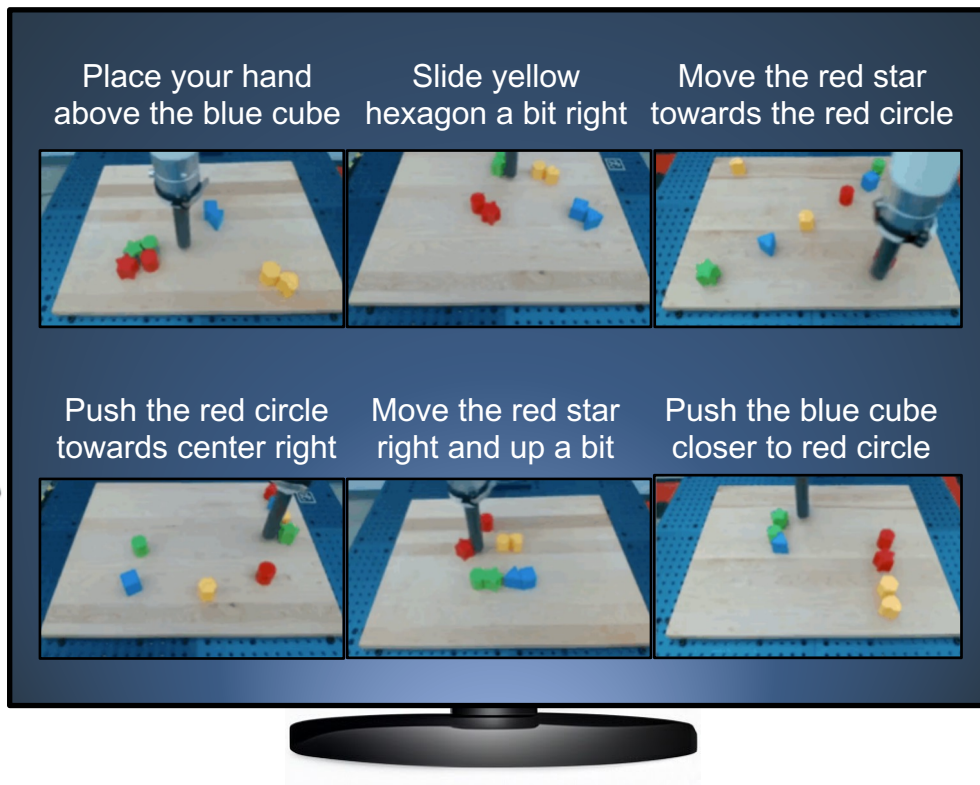 Place your hand
above the blue cube
Slide yellow
hexagon a bit right
Move the red star
towards the red circle
Push the red circle
towards center right
Move the red star
right and up a bit
Push the blue cube
closer to red circle